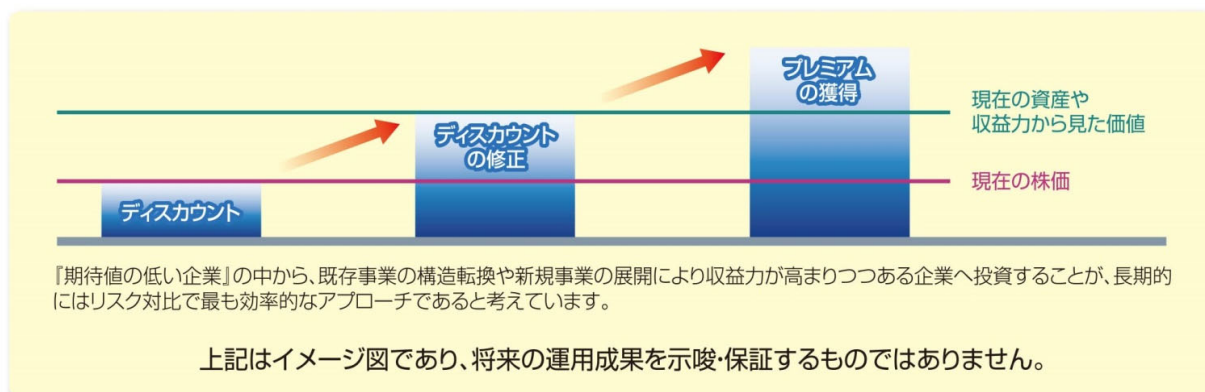 プレミアム
の獲得
現在の資産や
収益力から見た価値
ディスカウント
の修正
現在の株価
ディスカウント
『期待値の低い企業』の中から、既存事業の構造転換や新規事業の展開により収益力が高まりつつある企業へ投資することが、長期的
にはリスク対比で最も効率的なアプローチであると考えています。
上記はイメージ図であり、将来の運用成果を示唆・保証するものではありません。